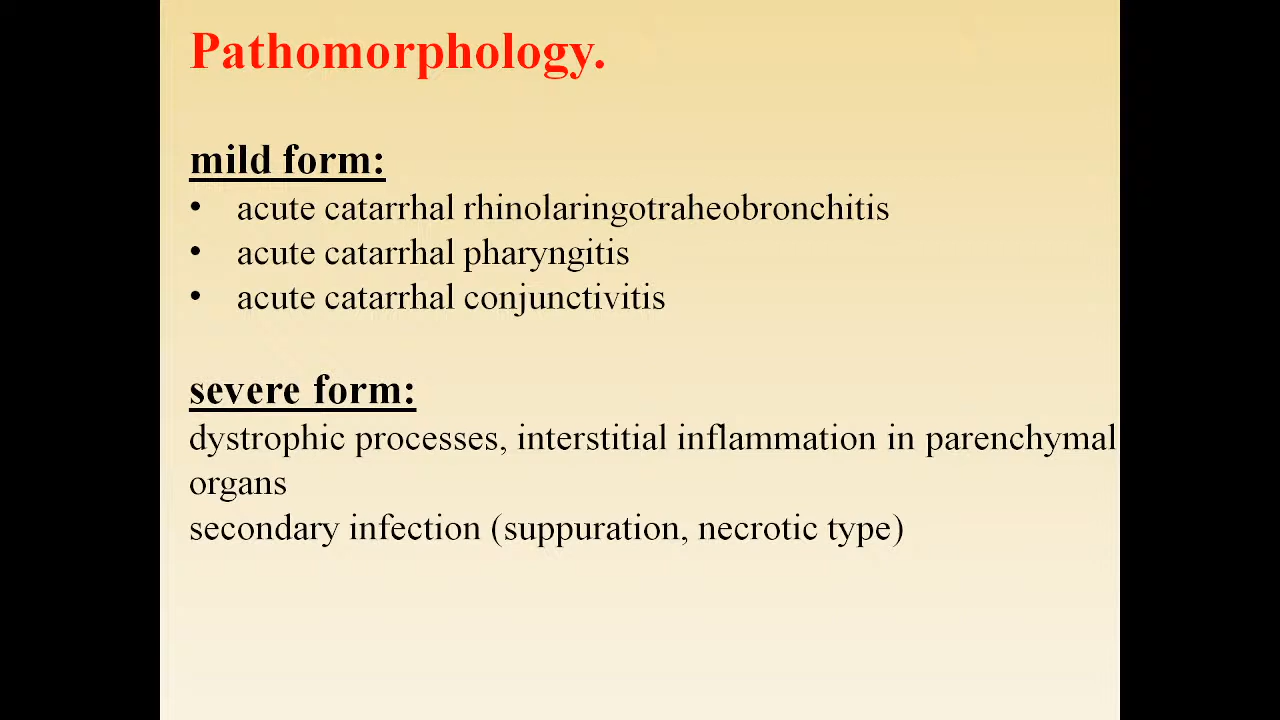 Pathomorphology.
mild form:
• acute catarrhal rhinolaringotraheobronchitis
• acute catarrhal pharyngitis
• acute catarrhal conjunctivitis
severe form:
dystrophic processes, interstitial inflammation in parenchymal
organs
secondary infection (suppuration, necrotic type)